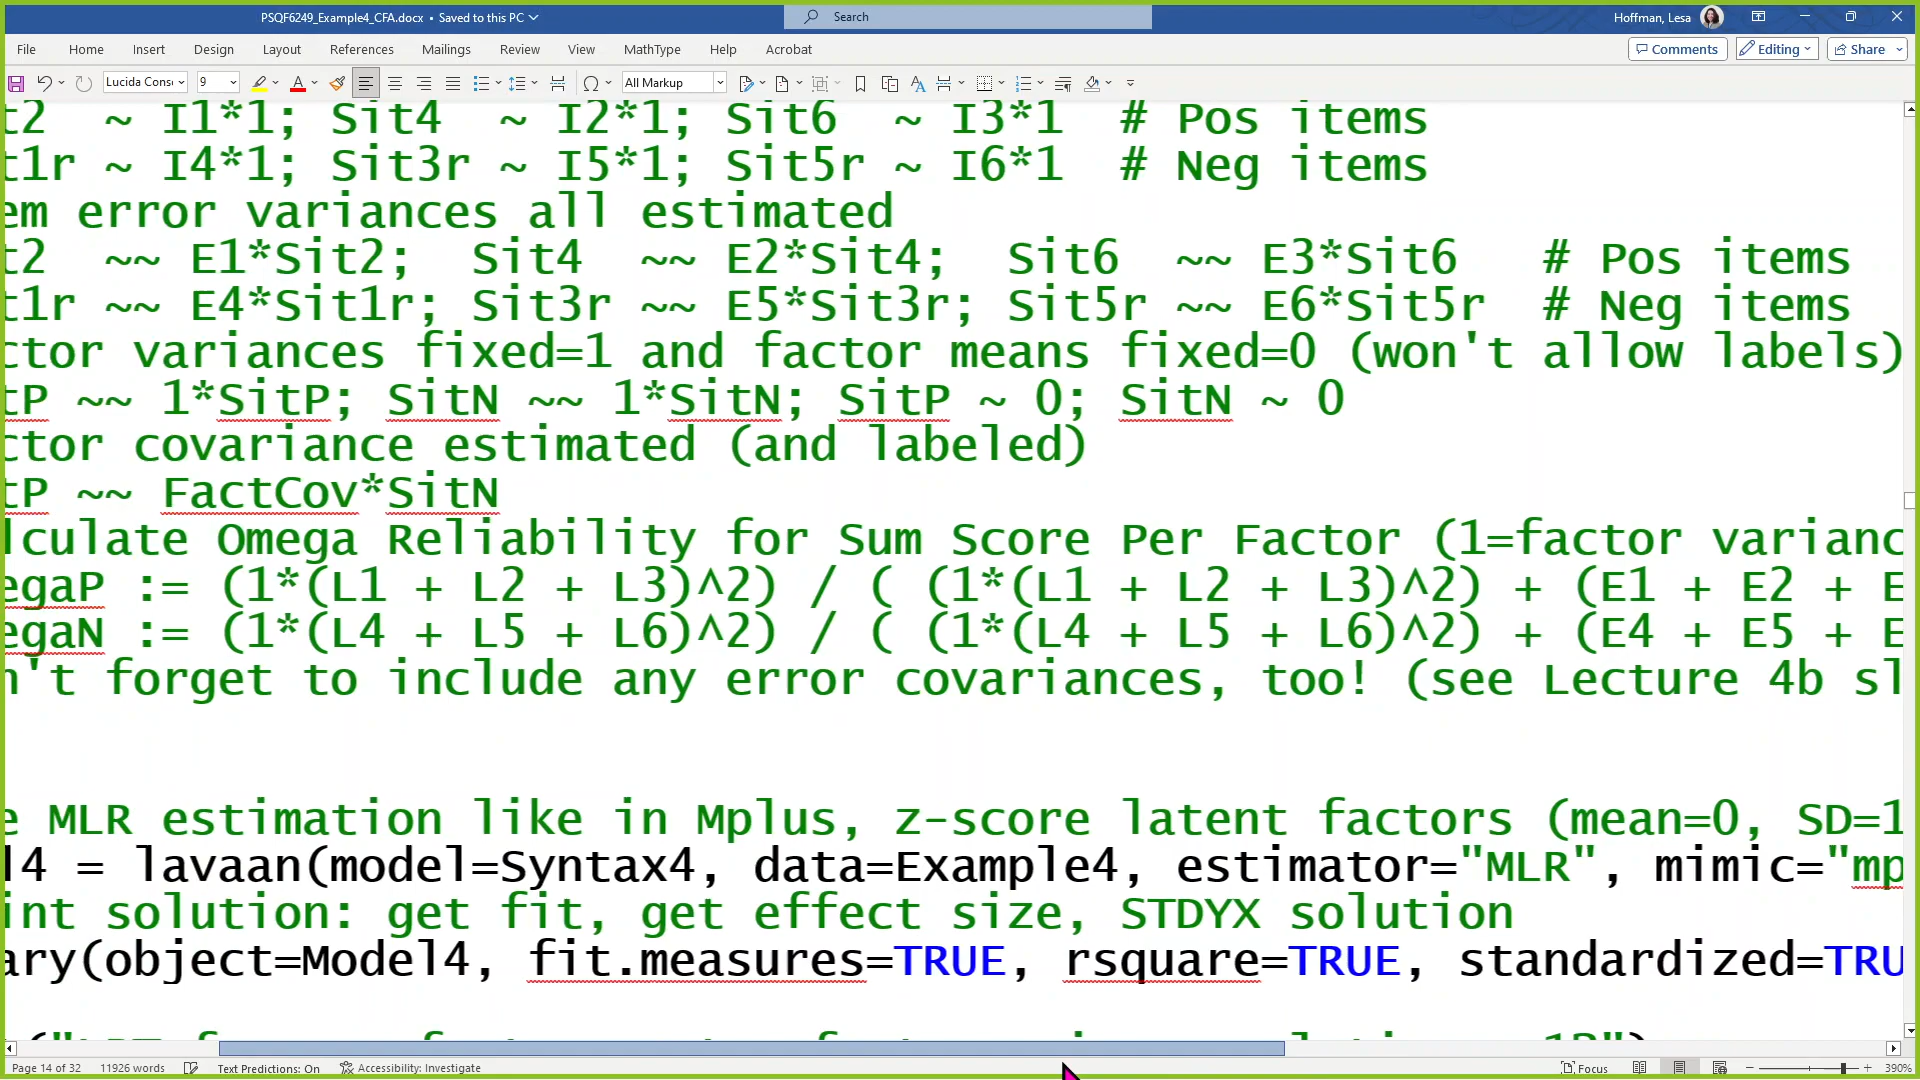 PSQF6249_Example4_CFA.docx • Saved to this PC
Search
Hoffman, Lesa
File Home Insert Design Layout References Mailings Review View MathType Help Acrobat
Comments Editing Share
Lucida Cons 9
All Markup
t2  ~ I1*1; Sit4  ~ I2*1; Sit6  ~ I3*1  # Pos items
t1r ~ I4*1; Sit3r ~ I5*1; Sit5r ~ I6*1  # Neg items
em error variances all estimated
t2  ~~ E1*Sit2;  Sit4  ~~ E2*Sit4;  Sit6  ~~ E3*Sit6   # Pos items
t1r ~~ E4*Sit1r; Sit3r ~~ E5*Sit3r; Sit5r ~~ E6*Sit5r  # Neg items
ctor variances fixed=1 and factor means fixed=0 (won't allow labels)
tP ~~ 1*SitP; SitN ~~ 1*SitN; SitP ~ 0; SitN ~ 0
ctor covariance estimated (and labeled)
tP ~~ FactCov*SitN
lculate Omega Reliability for Sum Score Per Factor (1=factor varianc
egaP := (1*(L1 + L2 + L3)^2) / ( (1*(L1 + L2 + L3)^2) + (E1 + E2 + E
egaN := (1*(L4 + L5 + L6)^2) / ( (1*(L4 + L5 + L6)^2) + (E4 + E5 + E
n't forget to include any error covariances, too! (see Lecture 4b sl
e MLR estimation like in Mplus, z-score latent factors (mean=0, SD=1
l4 = lavaan(model=Syntax4, data=Example4, estimator="MLR", mimic="mp
int solution: get fit, get effect size, STDYX solution
ary(object=Model4, fit.measures=TRUE, rsquare=TRUE, standardized=TRU
Page 14 of 32 11926 words Text Predictions: On Accessibility: Investigate
Focus 390%